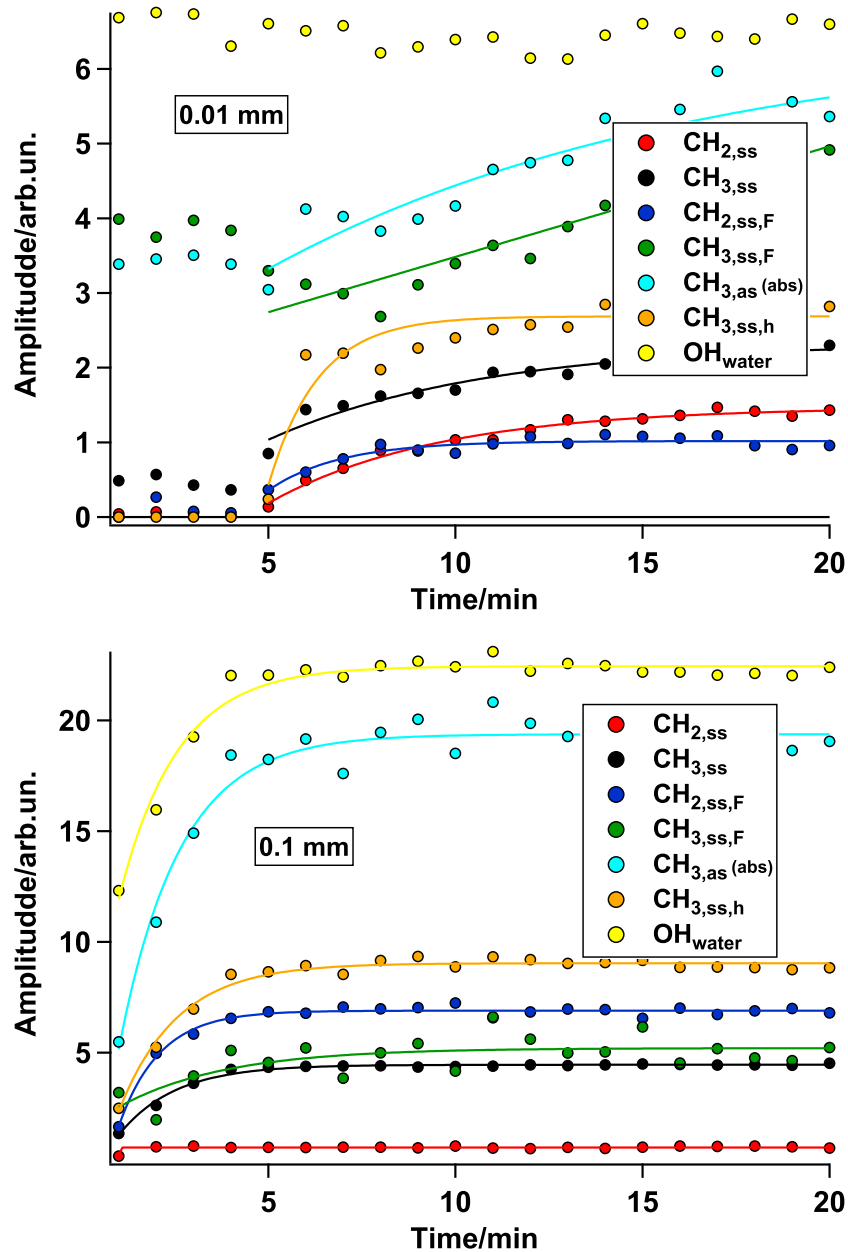 6
5
4
3
2
1
0
Amplitudde/arb.un.
0.01 mm
CH2,ss
CH3,ss
CH2,ss,F
CH3,ss,F
CH3,as (abs)
CH3,ss,h
OHwater
5 10 15 20
Time/min
20
15
10
5
Amplitudde/arb.un.
0.1 mm
CH2,ss
CH3,ss
CH2,ss,F
CH3,ss,F
CH3,as (abs)
CH3,ss,h
OHwater
5 10 15 20
Time/min